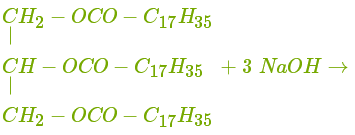 CH₂ − OCO − C₁₇H₃₅
|
CH − OCO − C₁₇H₃₅ + 3 NaOH →
|
CH₂ − OCO − C₁₇H₃₅